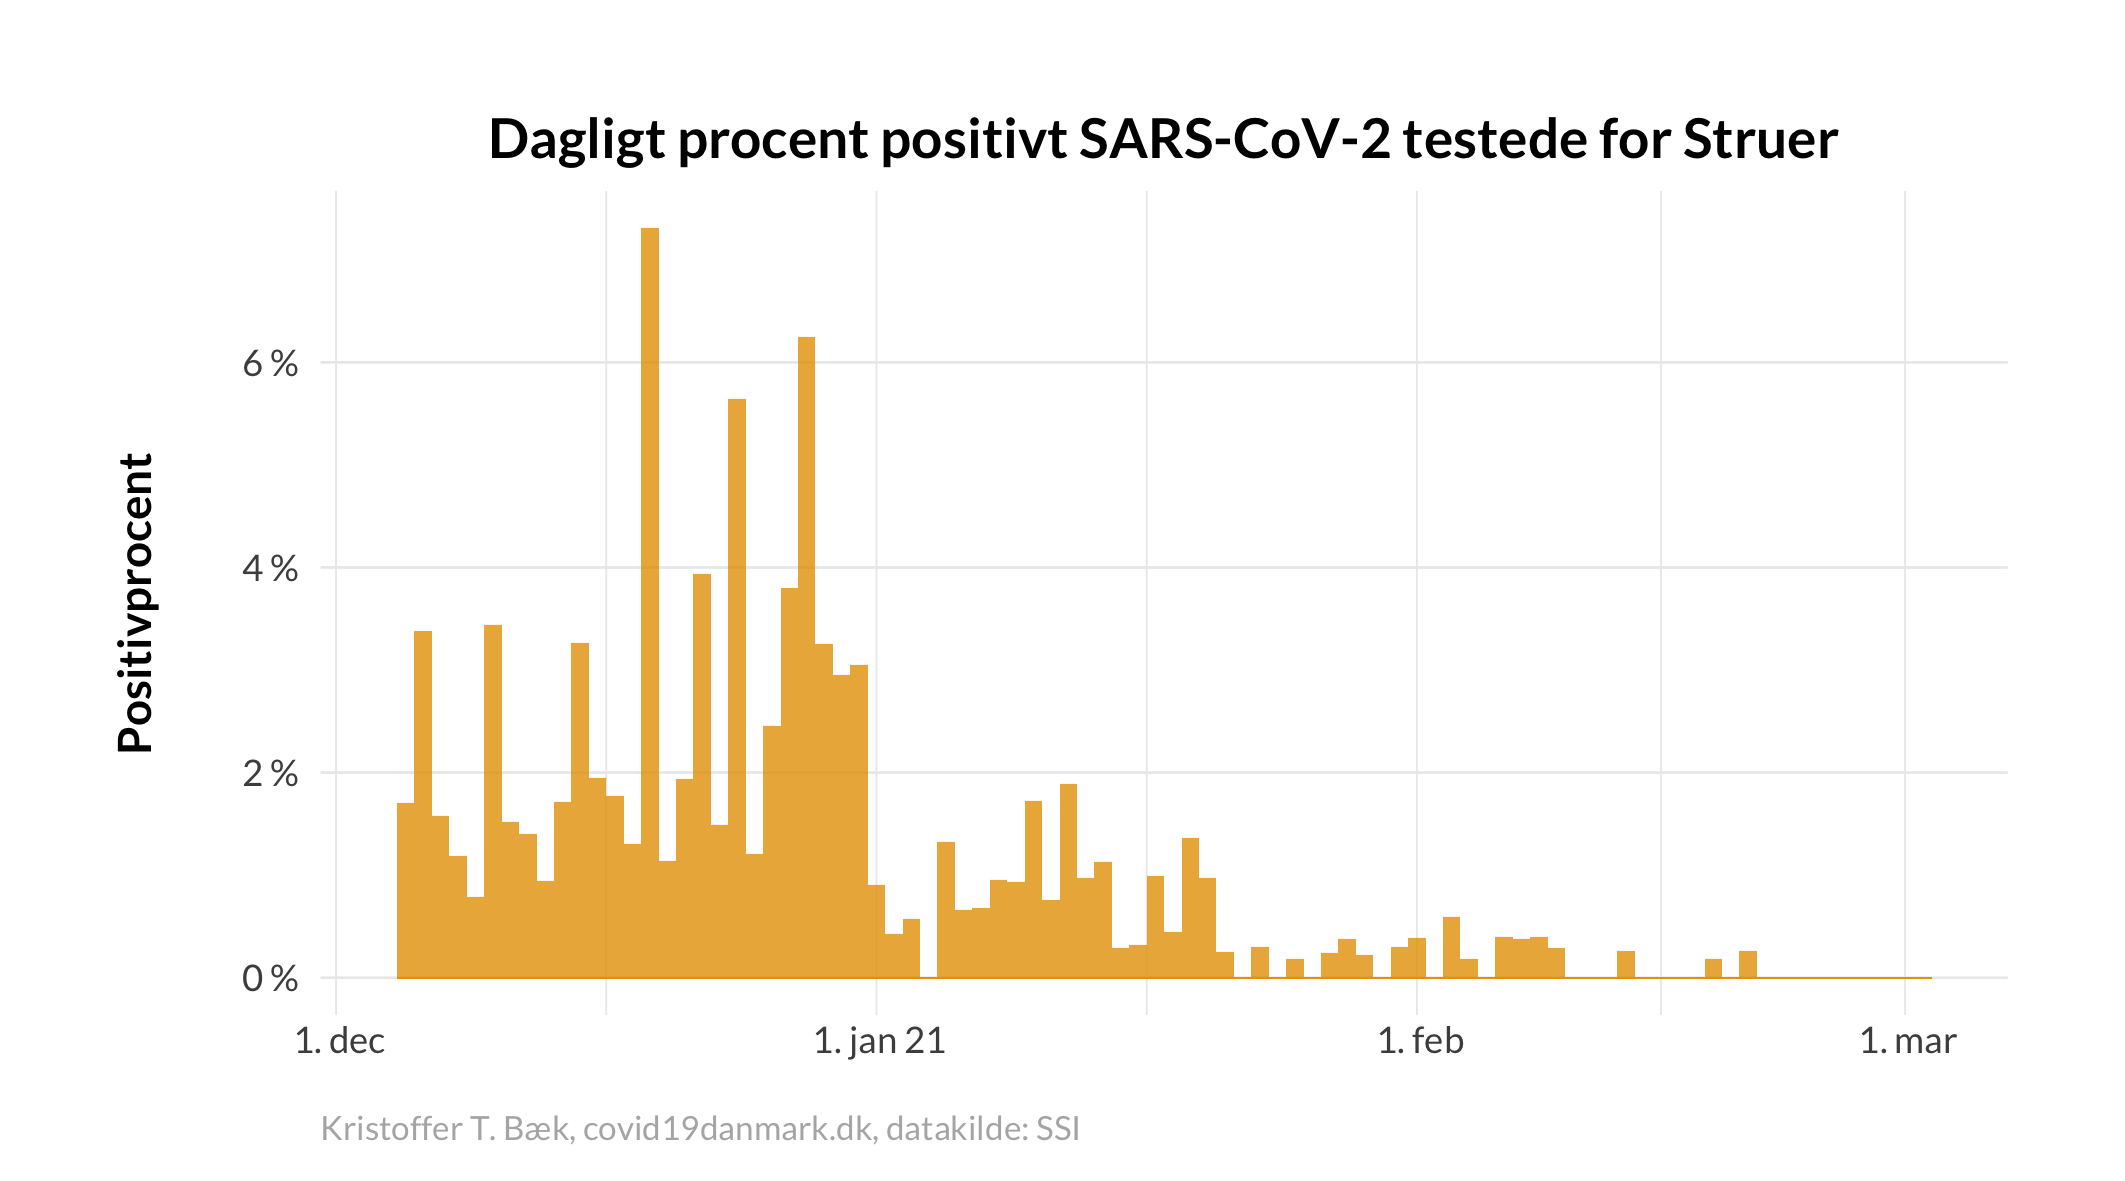 Dagligt procent positivt SARS-CoV-2 testede for Struer
Positivprocent
6 %
4 %
2 %
0 %
1. dec
1. jan 21
1. feb
1. mar
Kristoffer T. Bæk, covid19danmark.dk, datakilde: SSI